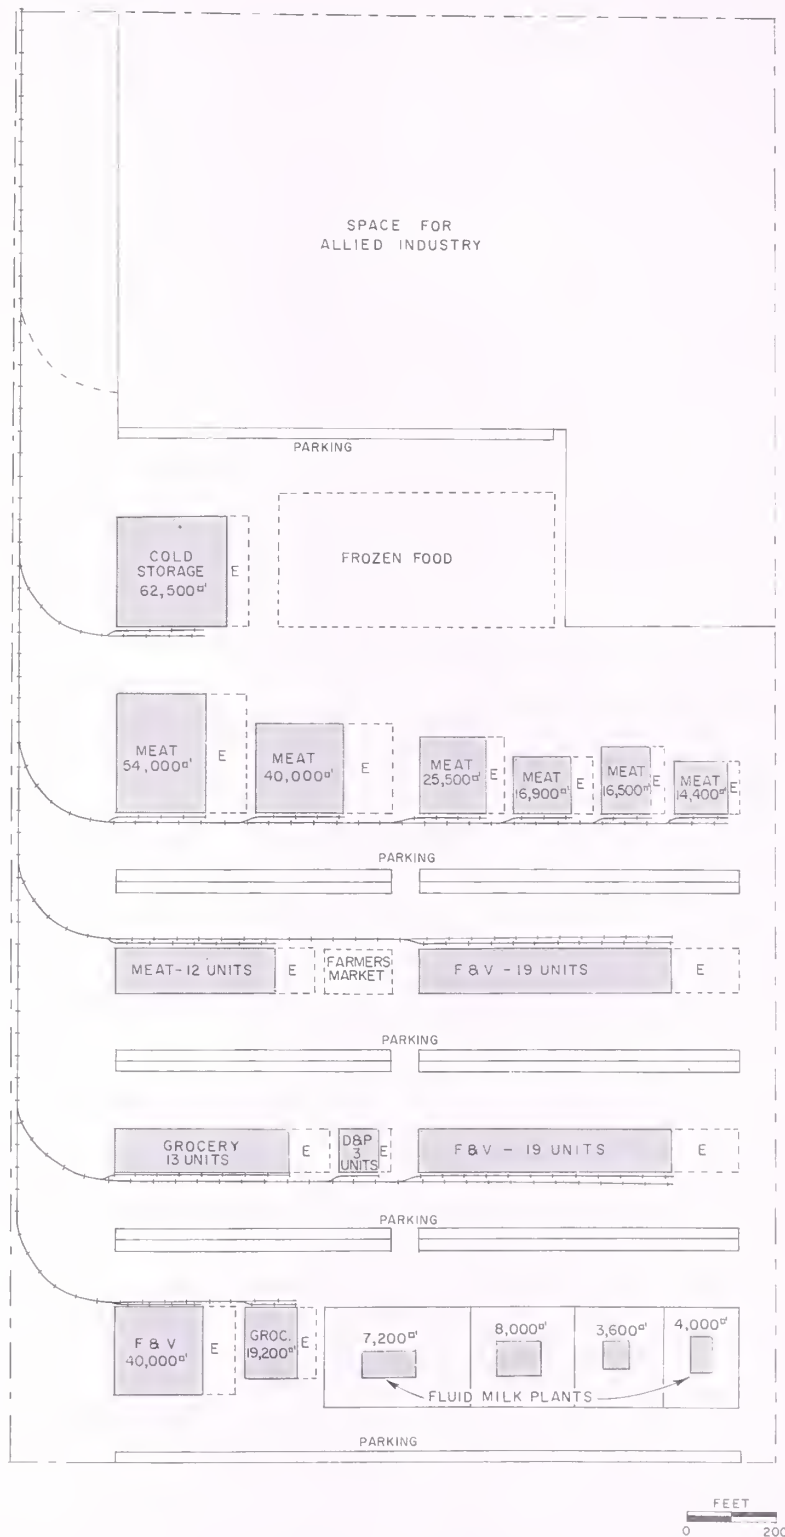 SPACE FOR
ALLIED INDUSTRY
PARKING
COLD
STORAGE
62,500□'
E
FROZEN FOOD
MEAT
54,000□'
E
MEAT
40,000□'
E
MEAT
25,500□'
E
MEAT
16,900□'
E
MEAT
16,500□'
E
MEAT
14,400□'
E
PARKING
MEAT-12 UNITS
E
FARMERS
MARKET
F & V - 19 UNITS
E
PARKING
GROCERY
13 UNITS
E
D&P
3
UNITS
E
F & V - 19 UNITS
E
PARKING
F & V
40,000□'
E
GROC.
19,200□'
E
7,200□'
8,000□'
3,600□'
4,000□'
FLUID MILK PLANTS
PARKING
FEET
0 200